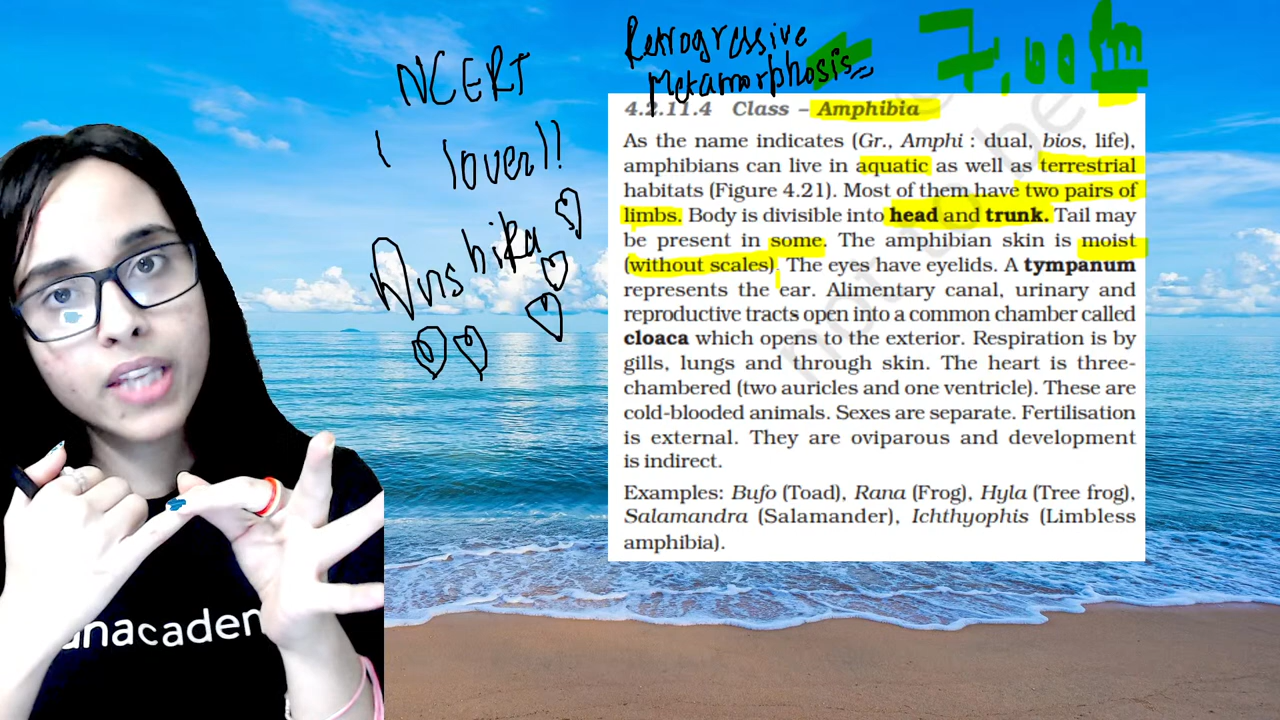 NCERT
lover!!
Anshika
Retrogressive
Metamorphosis
7,00
4.2.11.4 Class – Amphibia
As the name indicates (Gr., Amphi : dual, bios, life),
amphibians can live in aquatic as well as terrestrial
habitats (Figure 4.21). Most of them have two pairs of
limbs. Body is divisible into head and trunk. Tail may
be present in some. The amphibian skin is moist
(without scales). The eyes have eyelids. A tympanum
represents the ear. Alimentary canal, urinary and
reproductive tracts open into a common chamber called
cloaca which opens to the exterior. Respiration is by
gills, lungs and through skin. The heart is three-
chambered (two auricles and one ventricle). These are
cold-blooded animals. Sexes are separate. Fertilisation
is external. They are oviparous and development
is indirect.
Examples: Bufo (Toad), Rana (Frog), Hyla (Tree frog),
Salamandra (Salamander), Ichthyophis (Limbless
amphibia).
not to be
unacadem